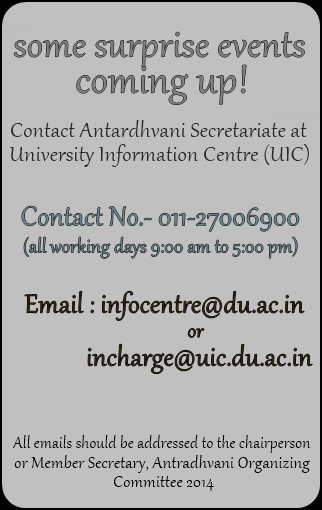 some surprise events
coming up!
Contact Antardhvani Secretariate at
University Information Centre (UIC)
Contact No.- 011-27006900
(all working days 9:00 am to 5:00 pm)
Email : infocentre@du.ac.in
or
incharge@uic.du.ac.in
All emails should be addressed to the chairperson
or Member Secretary, Antradhvani Organizing
Committee 2014